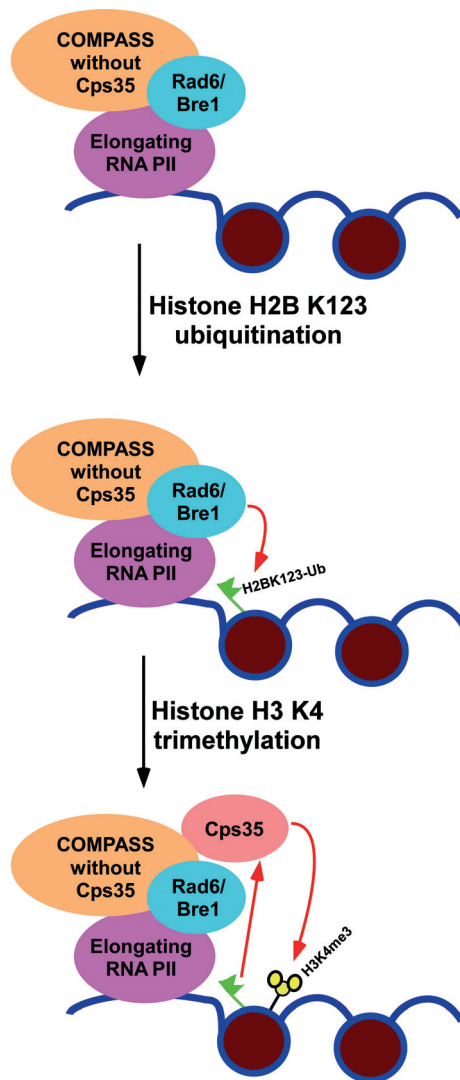 COMPASS
without
Cps35
Rad6/
Bre1
Elongating
RNA PII
Histone H2B K123
ubiquitination
COMPASS
without
Cps35
Rad6/
Bre1
Elongating
RNA PII
H2BK123-Ub
Histone H3 K4
trimethylation
Cps35
COMPASS
without
Cps35
Rad6/
Bre1
Elongating
RNA PII
H3K4me3